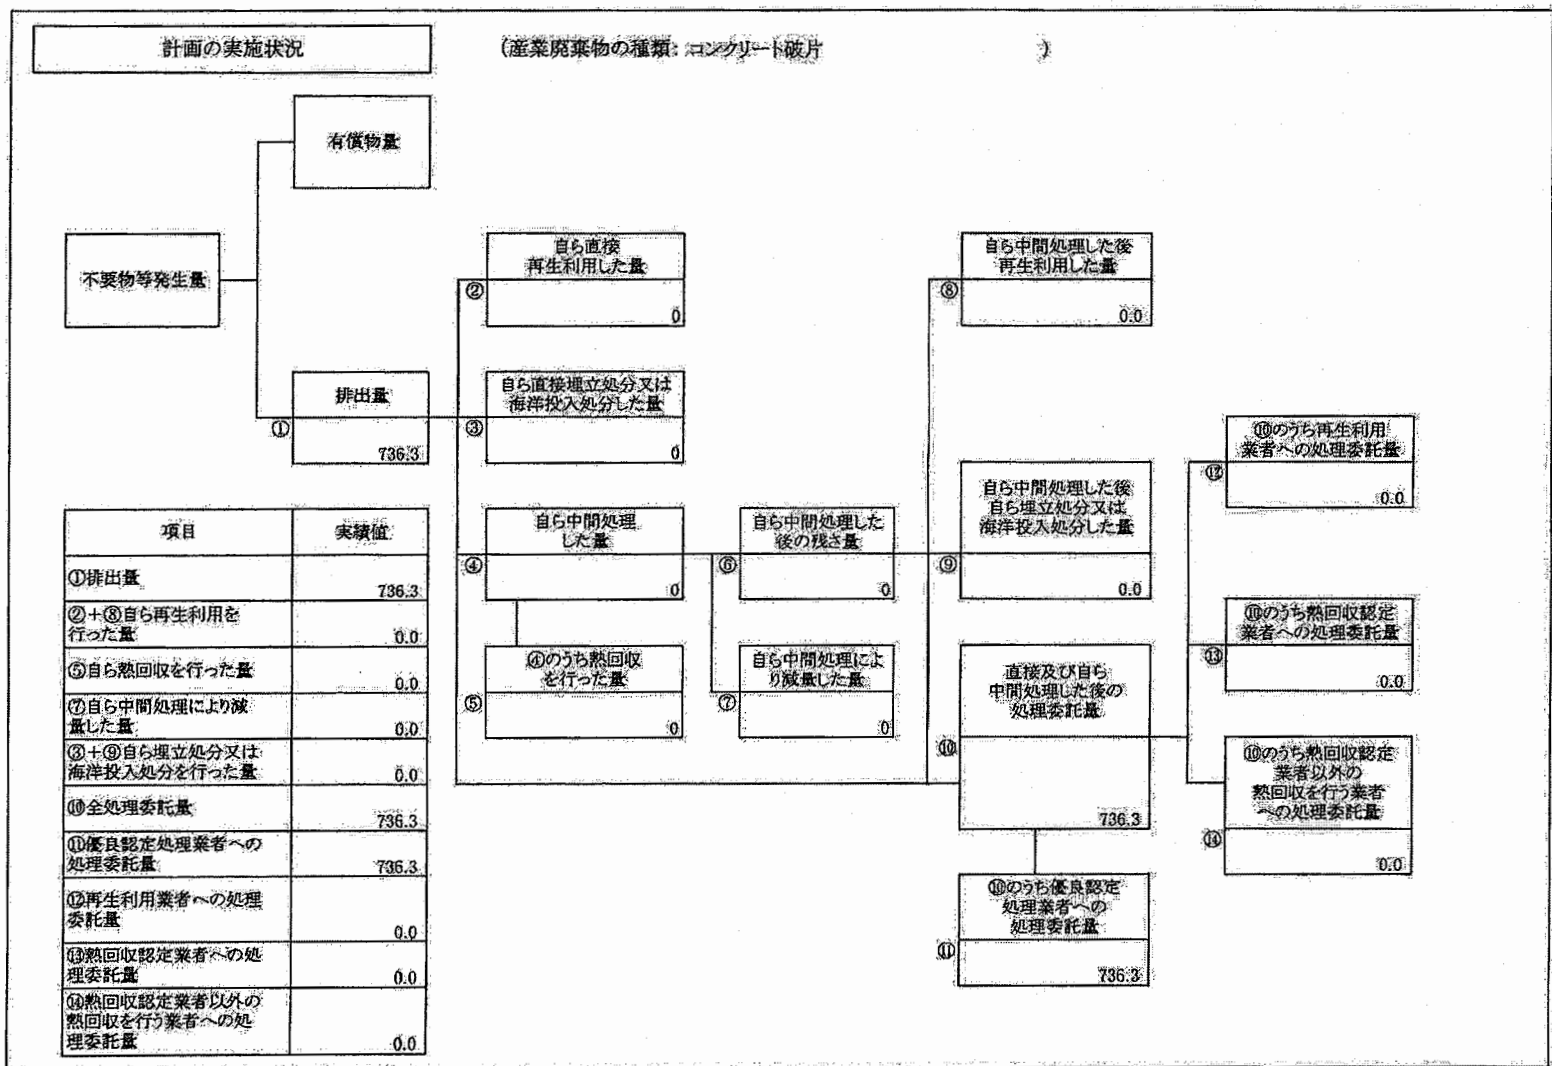 計画の実施状況
(産業廃棄物の種類: コンクリート破片 )
有償物量
不要物等発生量
自ら直接
再生利用した量
②
0
自ら中間処理した後
再生利用した量
⑧
0.0
排出量
①
736.3
自ら直接埋立処分又は
海洋投入処分した量
③
0
⑩のうち再生利用
業者への処理委託量
⑫
0.0
自ら中間処理
した量
④
0
自ら中間処理した
後の残さ量
⑥
0
自ら中間処理した後
自ら埋立処分又は
海洋投入処分した量
⑨
0.0
⑩のうち熱回収認定
業者への処理委託量
⑬
0.0
④のうち熱回収
を行った量
⑤
0
自ら中間処理によ
り減量した量
⑦
0
直接及び自ら
中間処理した後の
処理委託量
⑩
736.3
⑩のうち熱回収認定
業者以外の
熱回収を行う業者
への処理委託量
⑭
0.0
⑩のうち優良認定
処理業者への
処理委託量
⑪
736.3
項目 実績値
①排出量 736.3
②+⑧自ら再生利用を
行った量 0.0
⑤自ら熱回収を行った量 0.0
⑦自ら中間処理により減
量した量 0.0
③+⑨自ら埋立処分又は
海洋投入処分を行った量 0.0
⑩全処理委託量 736.3
⑪優良認定処理業者への
処理委託量 736.3
⑫再生利用業者への処理
委託量 0.0
⑬熱回収認定業者への処
理委託量 0.0
⑭熱回収認定業者以外の
熱回収を行う業者への処
理委託量 0.0